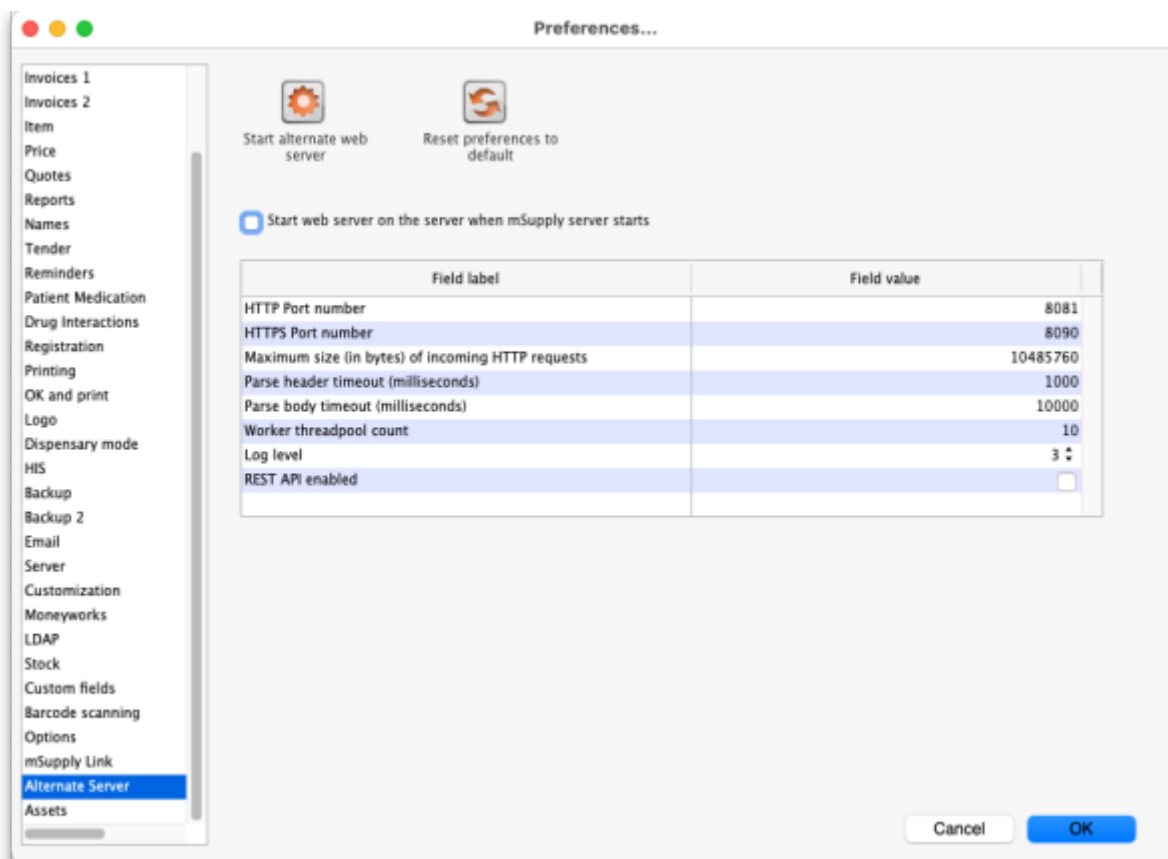 Preferences...
Invoices 1
Invoices 2
Item
Price
Quotes
Reports
Names
Tender
Reminders
Patient Medication
Drug Interactions
Registration
Printing
OK and print
Logo
Dispensary mode
HIS
Backup
Backup 2
Email
Server
Customization
Moneyworks
LDAP
Stock
Custom fields
Barcode scanning
Options
mSupply Link
Alternate Server
Assets
Start alternate web
server
Reset preferences to
default
Start web server on the server when mSupply server starts
Field label Field value
HTTP Port number 8081
HTTPS Port number 8090
Maximum size (in bytes) of incoming HTTP requests 10485760
Parse header timeout (milliseconds) 1000
Parse body timeout (milliseconds) 10000
Worker threadpool count 10
Log level 3
REST API enabled
Cancel OK